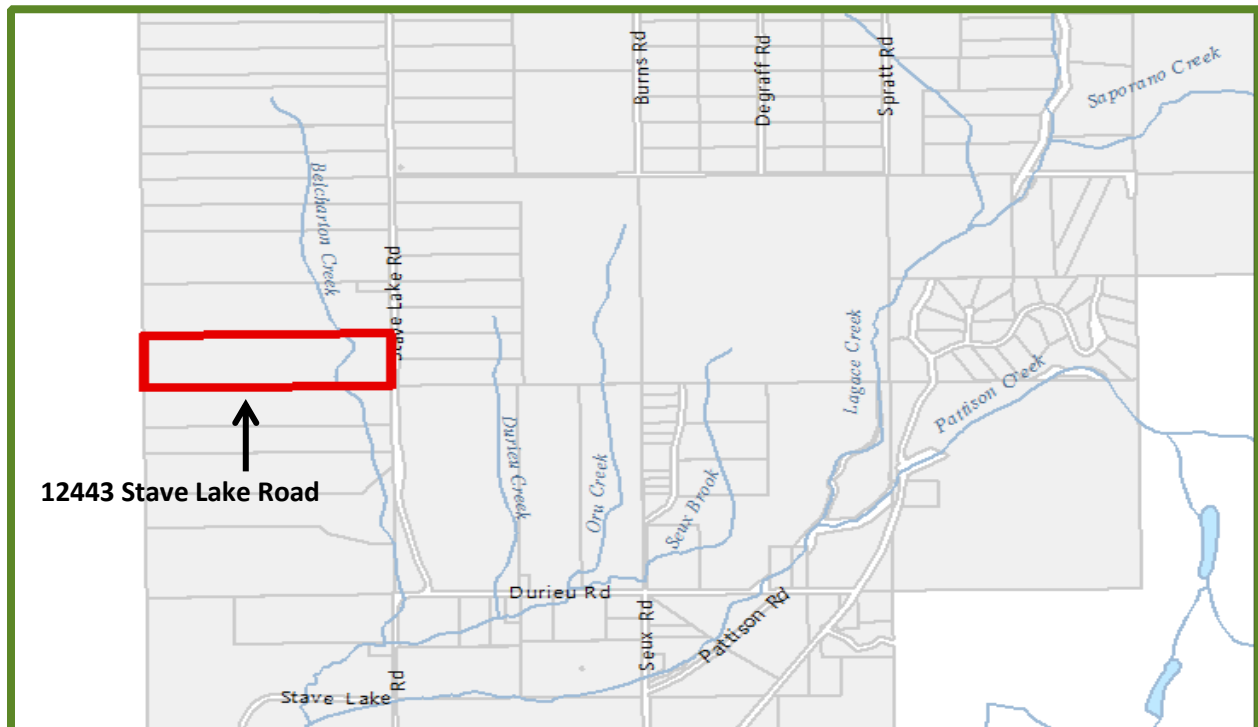 Burns Rd
Degraff Rd
Spratt Rd
Saporano Creek
Belcharton Creek
Stave Lake Rd
Lagace Creek
Pattison Creek
Durieu Creek
Oru Creek
Seux Brook
12443 Stave Lake Road
Durieu Rd
Seux Rd
Pattison Rd
Stave Lake
Rd